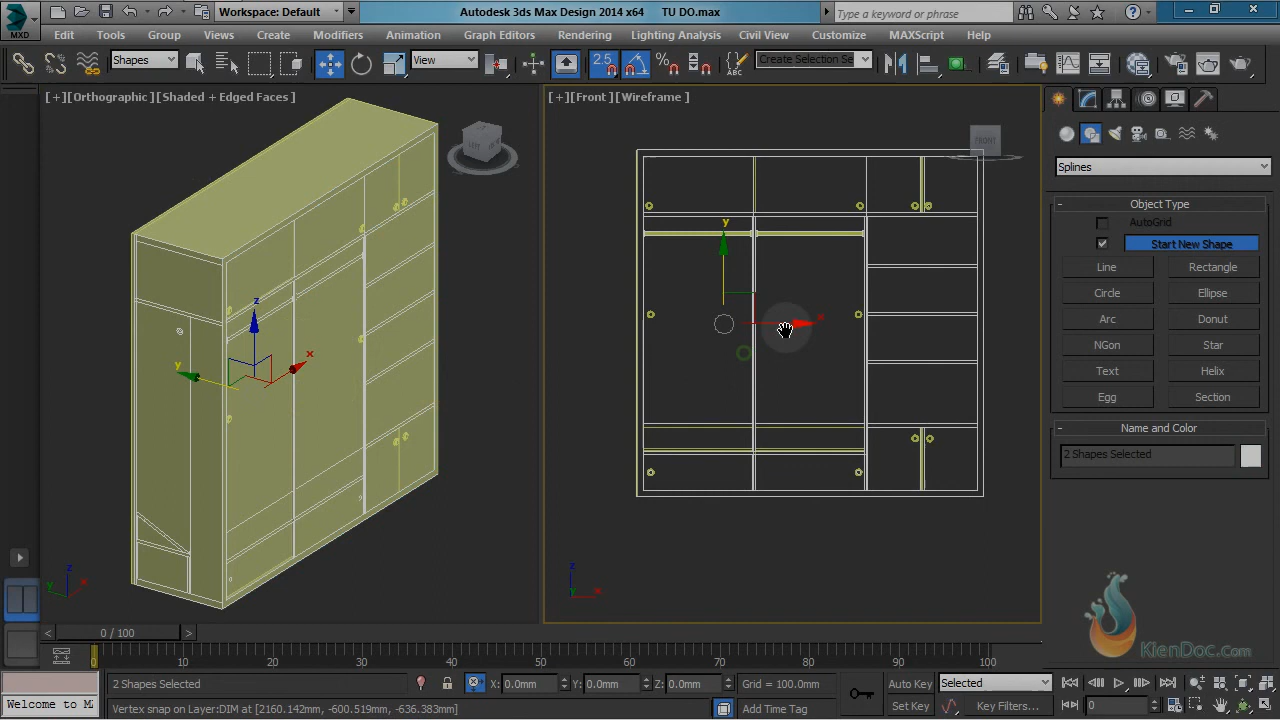 Workspace: Default
Autodesk 3ds Max Design 2014 x64 TU DO.max
Type a keyword or phrase
MXD
Edit Tools Group Views Create Modifiers Animation Graph Editors Rendering Lighting Analysis Civil View Customize MAXScript Help
Shapes View 2.5 Create Selection Se
[+][Orthographic][Shaded + Edged Faces]
[+][Front][Wireframe]
FRONT
Splines
- Object Type
AutoGrid
Start New Shape
Line Rectangle
Circle Ellipse
Arc Donut
NGon Star
Text Helix
Egg Section
- Name and Color
2 Shapes Selected
z
y
x
y
x
z
y
x
z
y
x
KienDoc.com
< 0 / 100 >
0 10 20 30 40 50 60 70 80 90 100
2 Shapes Selected X: 0.0mm Y: 0.0mm Z: 0.0mm Grid = 100.0mm Auto Key Selected
Welcome to M Vertex snap on Layer:DIM at [2160.142mm, -600.519mm, -636.383mm] Add Time Tag Set Key Key Filters... 0